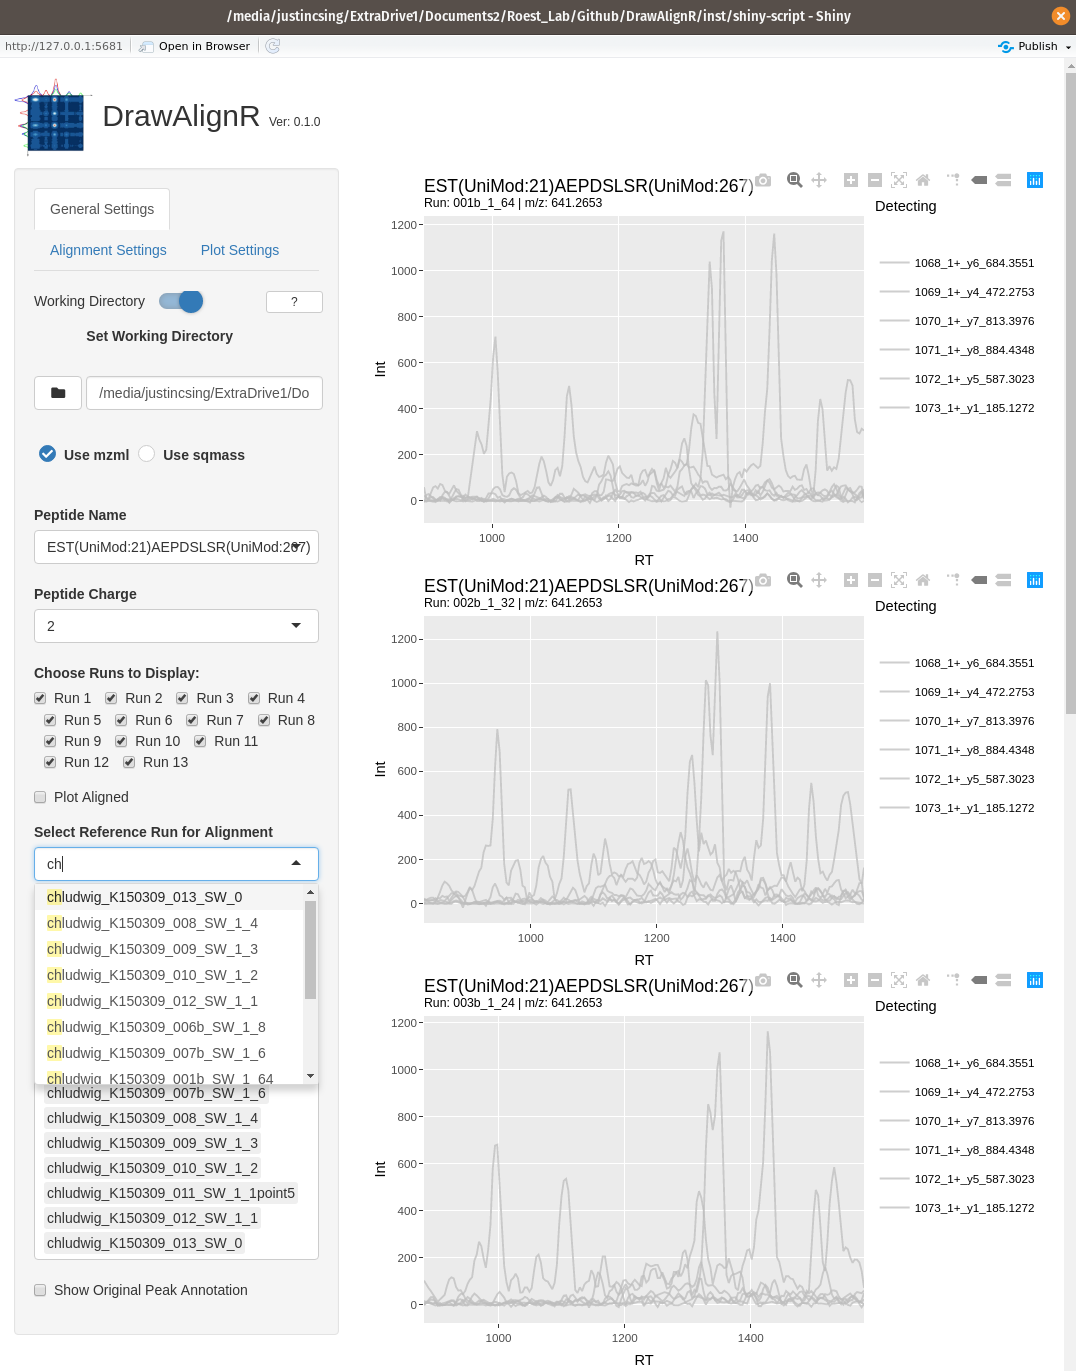 /media/justincsing/ExtraDrive1/Documents2/Roest_Lab/Github/DrawAlignR/inst/shiny-script - Shiny
http://127.0.0.1:5681 Open in Browser Publish
DrawAlignR Ver: 0.1.0
General Settings
Alignment Settings Plot Settings
Working Directory ?
Set Working Directory
/media/justincsing/ExtraDrive1/Do
Use mzml Use sqmass
Peptide Name
EST(UniMod:21)AEPDSLSR(UniMod:267)
Peptide Charge
2
Choose Runs to Display:
Run 1 Run 2 Run 3 Run 4
Run 5 Run 6 Run 7 Run 8
Run 9 Run 10 Run 11
Run 12 Run 13
Plot Aligned
Select Reference Run for Alignment
ch
chludwig_K150309_013_SW_0
chludwig_K150309_008_SW_1_4
chludwig_K150309_009_SW_1_3
chludwig_K150309_010_SW_1_2
chludwig_K150309_012_SW_1_1
chludwig_K150309_006b_SW_1_8
chludwig_K150309_007b_SW_1_6
chludwig_K150309_001b_SW_1_64
chludwig_K150309_007b_SW_1_6
chludwig_K150309_008_SW_1_4
chludwig_K150309_009_SW_1_3
chludwig_K150309_010_SW_1_2
chludwig_K150309_011_SW_1_1point5
chludwig_K150309_012_SW_1_1
chludwig_K150309_013_SW_0
Show Original Peak Annotation
EST(UniMod:21)AEPDSLSR(UniMod:267)
Run: 001b_1_64 | m/z: 641.2653
Detecting
1068_1+_y6_684.3551
1069_1+_y4_472.2753
1070_1+_y7_813.3976
1071_1+_y8_884.4348
1072_1+_y5_587.3023
1073_1+_y1_185.1272
1200
1000
800
600
400
200
0
Int
1000 1200 1400
RT
EST(UniMod:21)AEPDSLSR(UniMod:267)
Run: 002b_1_32 | m/z: 641.2653
Detecting
1068_1+_y6_684.3551
1069_1+_y4_472.2753
1070_1+_y7_813.3976
1071_1+_y8_884.4348
1072_1+_y5_587.3023
1073_1+_y1_185.1272
1200
1000
800
600
400
200
0
Int
1000 1200 1400
RT
EST(UniMod:21)AEPDSLSR(UniMod:267)
Run: 003b_1_24 | m/z: 641.2653
Detecting
1068_1+_y6_684.3551
1069_1+_y4_472.2753
1070_1+_y7_813.3976
1071_1+_y8_884.4348
1072_1+_y5_587.3023
1073_1+_y1_185.1272
1200
1000
800
600
400
200
0
Int
1000 1200 1400
RT